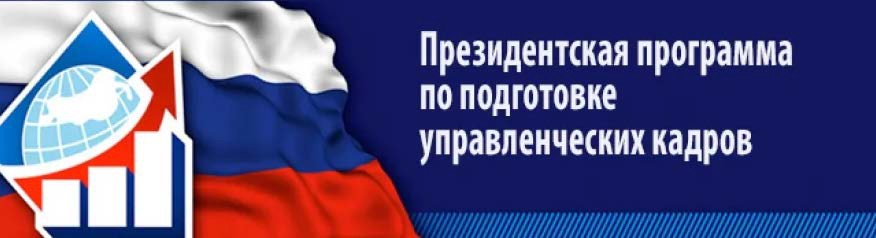 Президентская программа
по подготовке
управленческих кадров